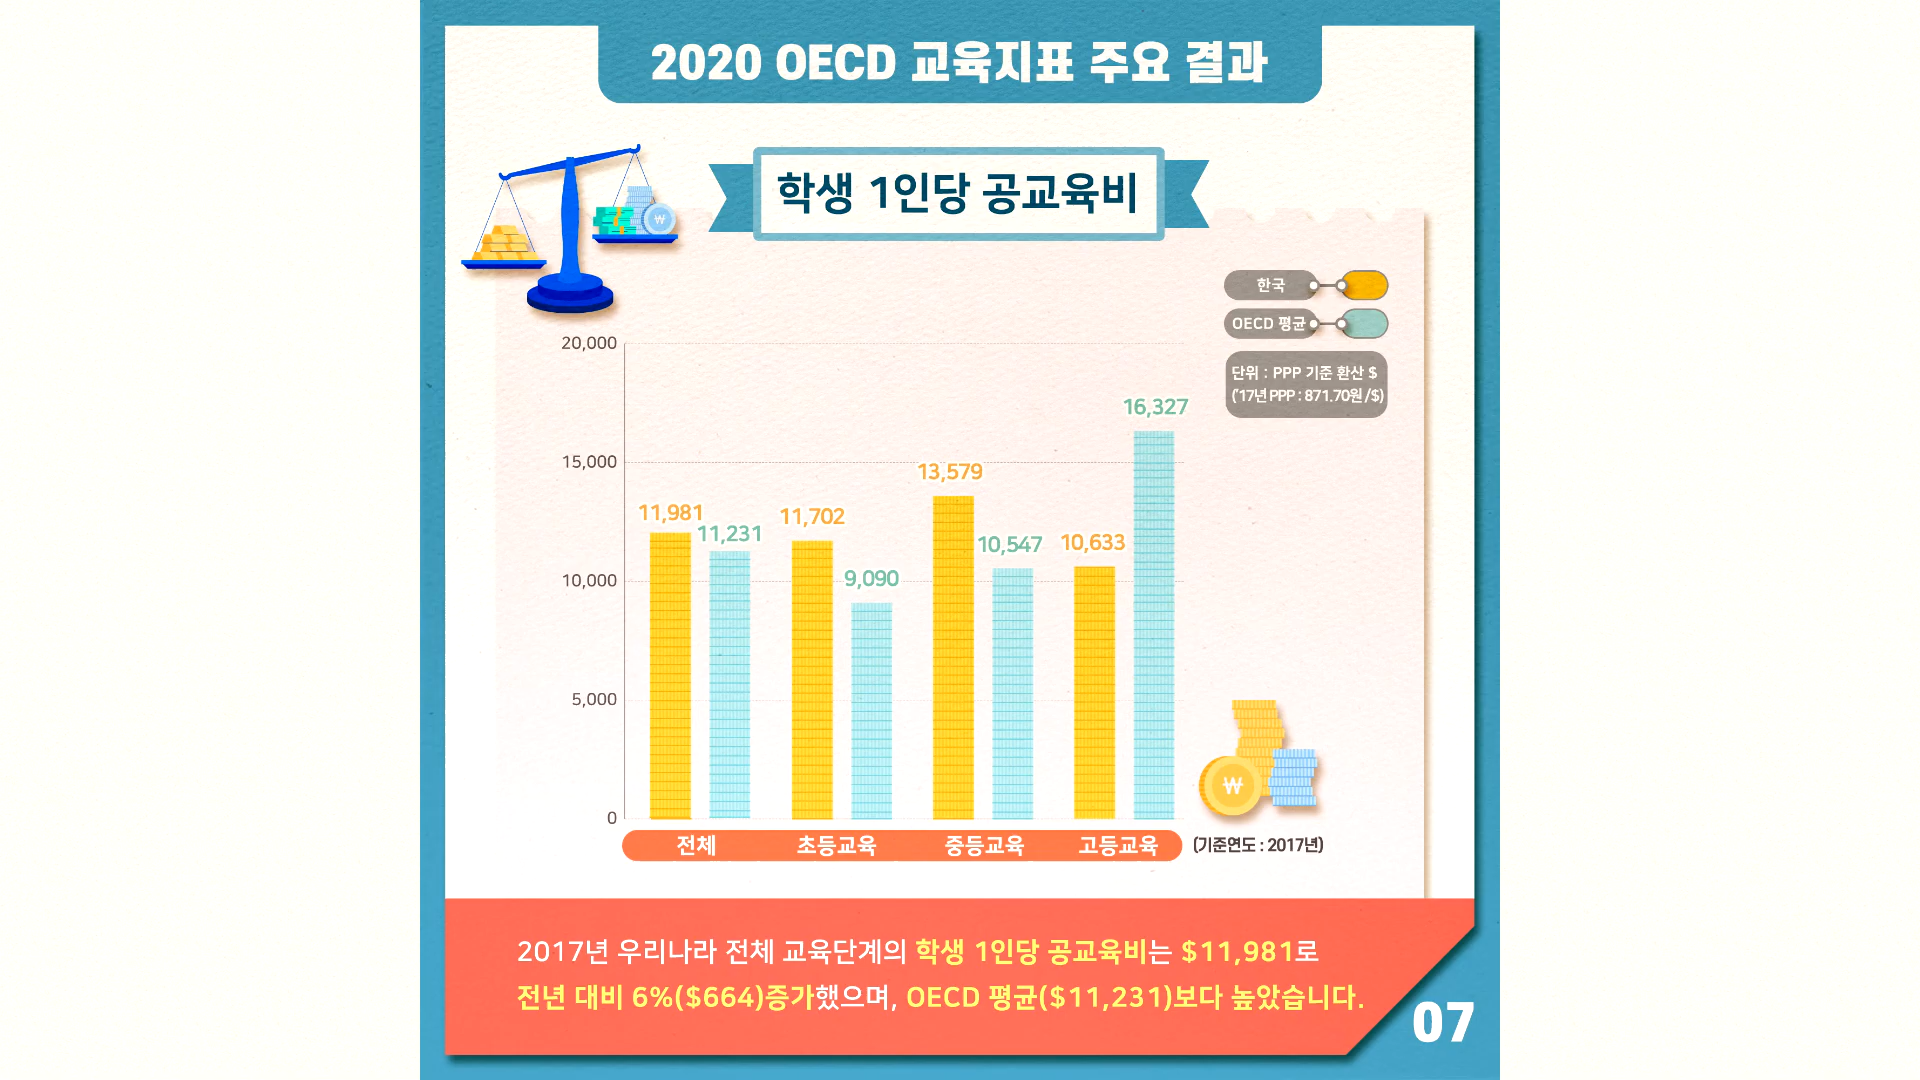 2020 OECD 교육지표 주요 결과
학생 1인당 공교육비
한국
OECD 평균
단위 : PPP 기준 환산 $
('17년 PPP : 871.70원/$)
20,000
15,000
10,000
5,000
0
11,981
11,231
11,702
9,090
13,579
10,547
10,633
16,327
₩
₩
전체 초등교육 중등교육 고등교육
(기준연도 : 2017년)
2017년 우리나라 전체 교육단계의 학생 1인당 공교육비는 $11,981로
전년 대비 6%($664)증가했으며, OECD 평균($11,231)보다 높았습니다.
07